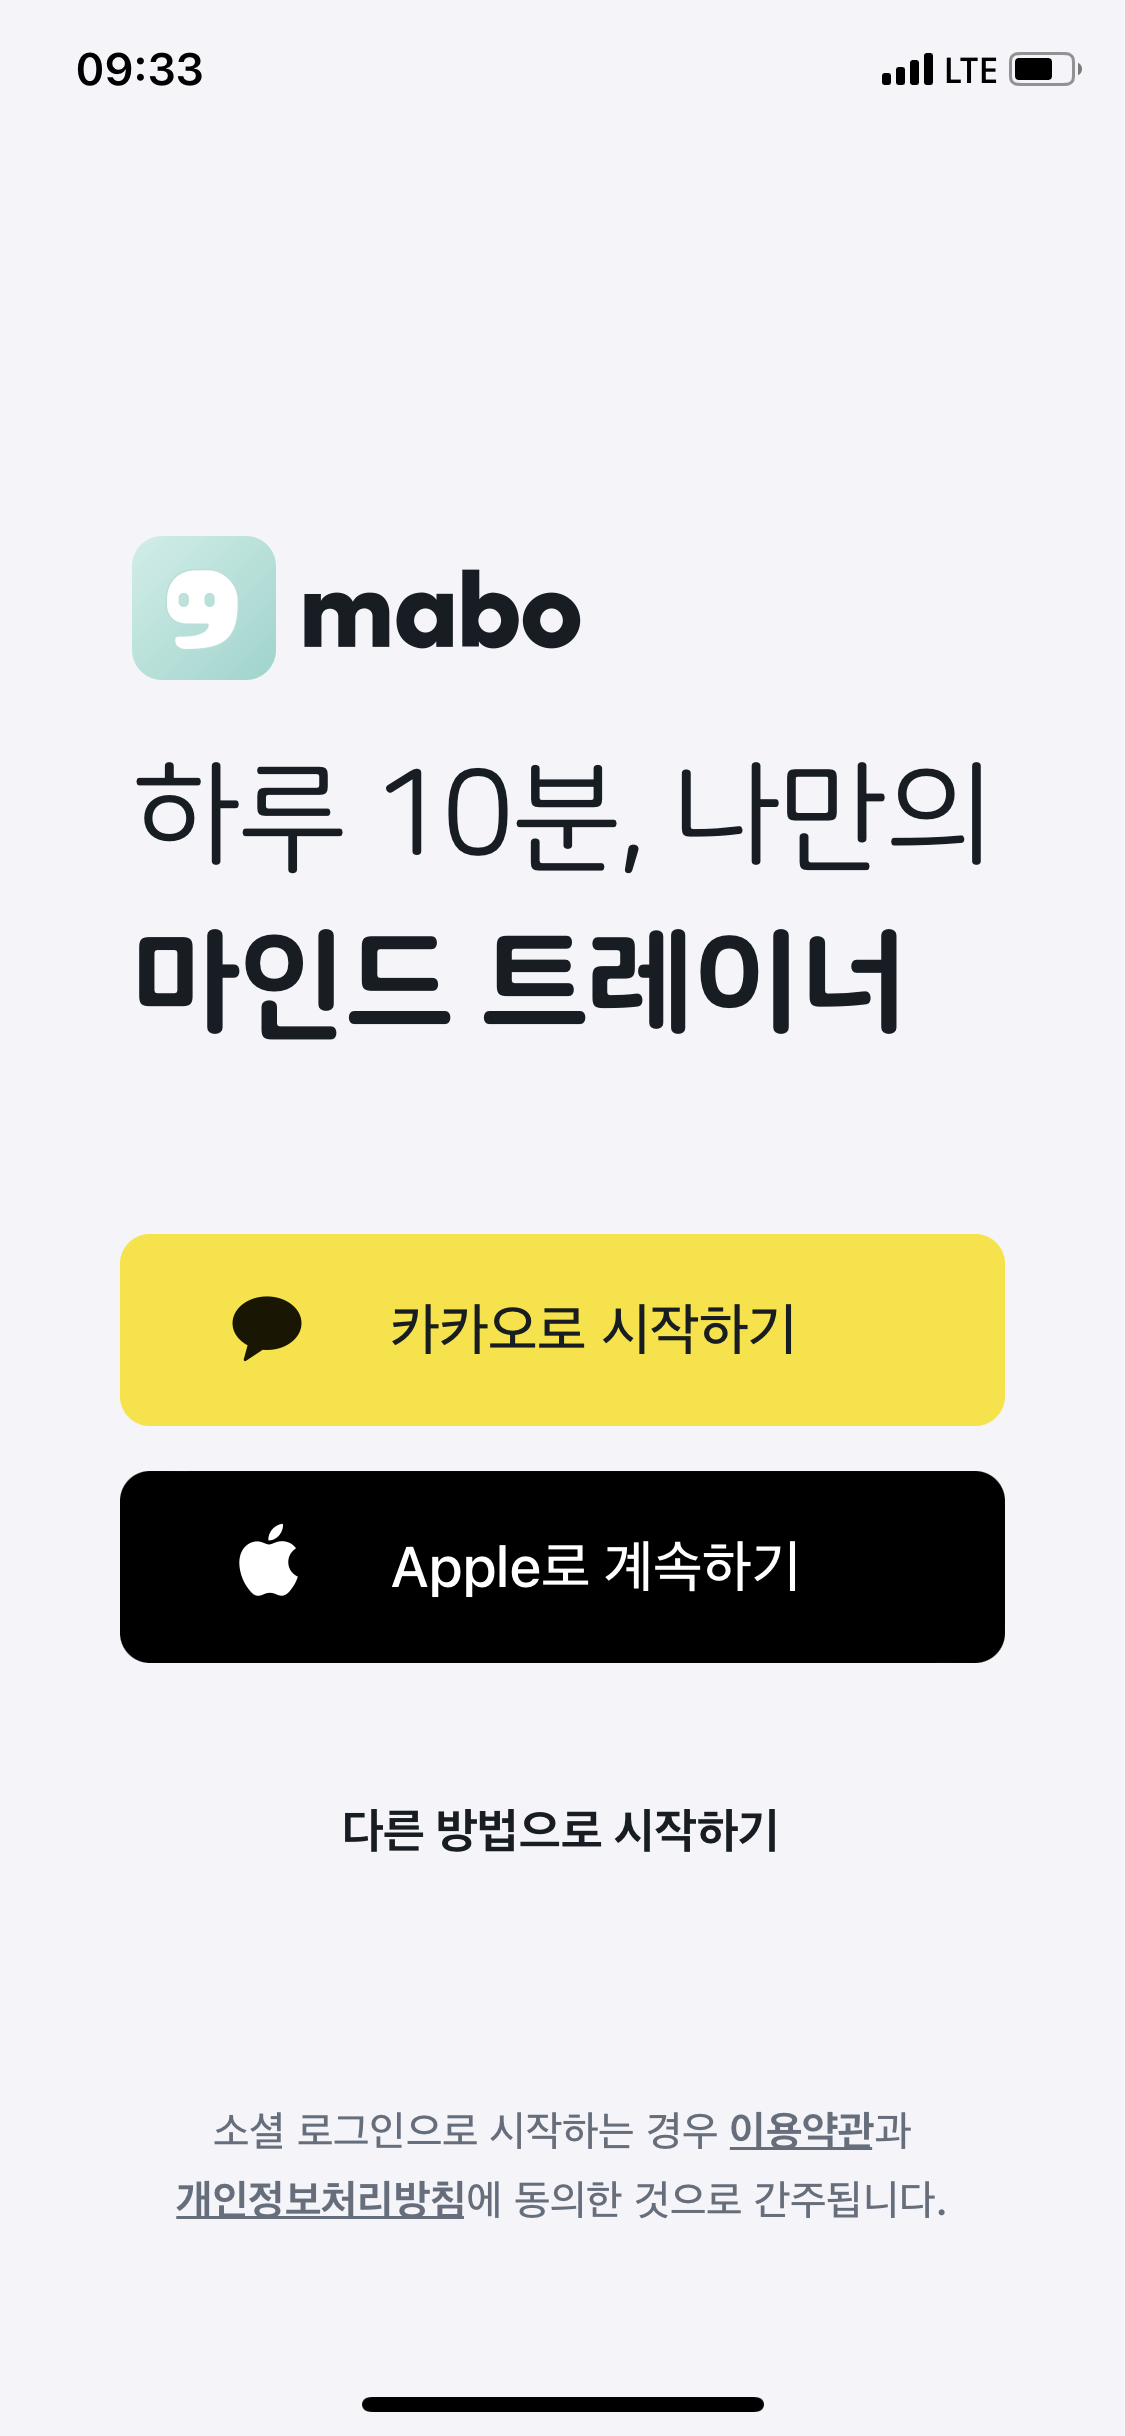 09:33
LTE
mabo
하루 10분, 나만의
마인드 트레이너
카카오로 시작하기
Apple로 계속하기
다른 방법으로 시작하기
소셜 로그인으로 시작하는 경우 이용약관과
개인정보처리방침에 동의한 것으로 간주됩니다.